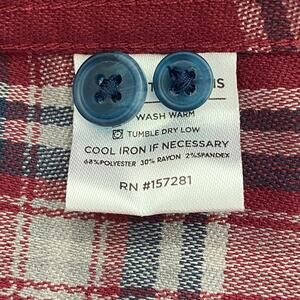 WASH WARM
TUMBLE DRY LOW
COOL IRON IF NECESSARY
68%POLYESTER 30% RAYON 2%SPANDEX
RN #157281